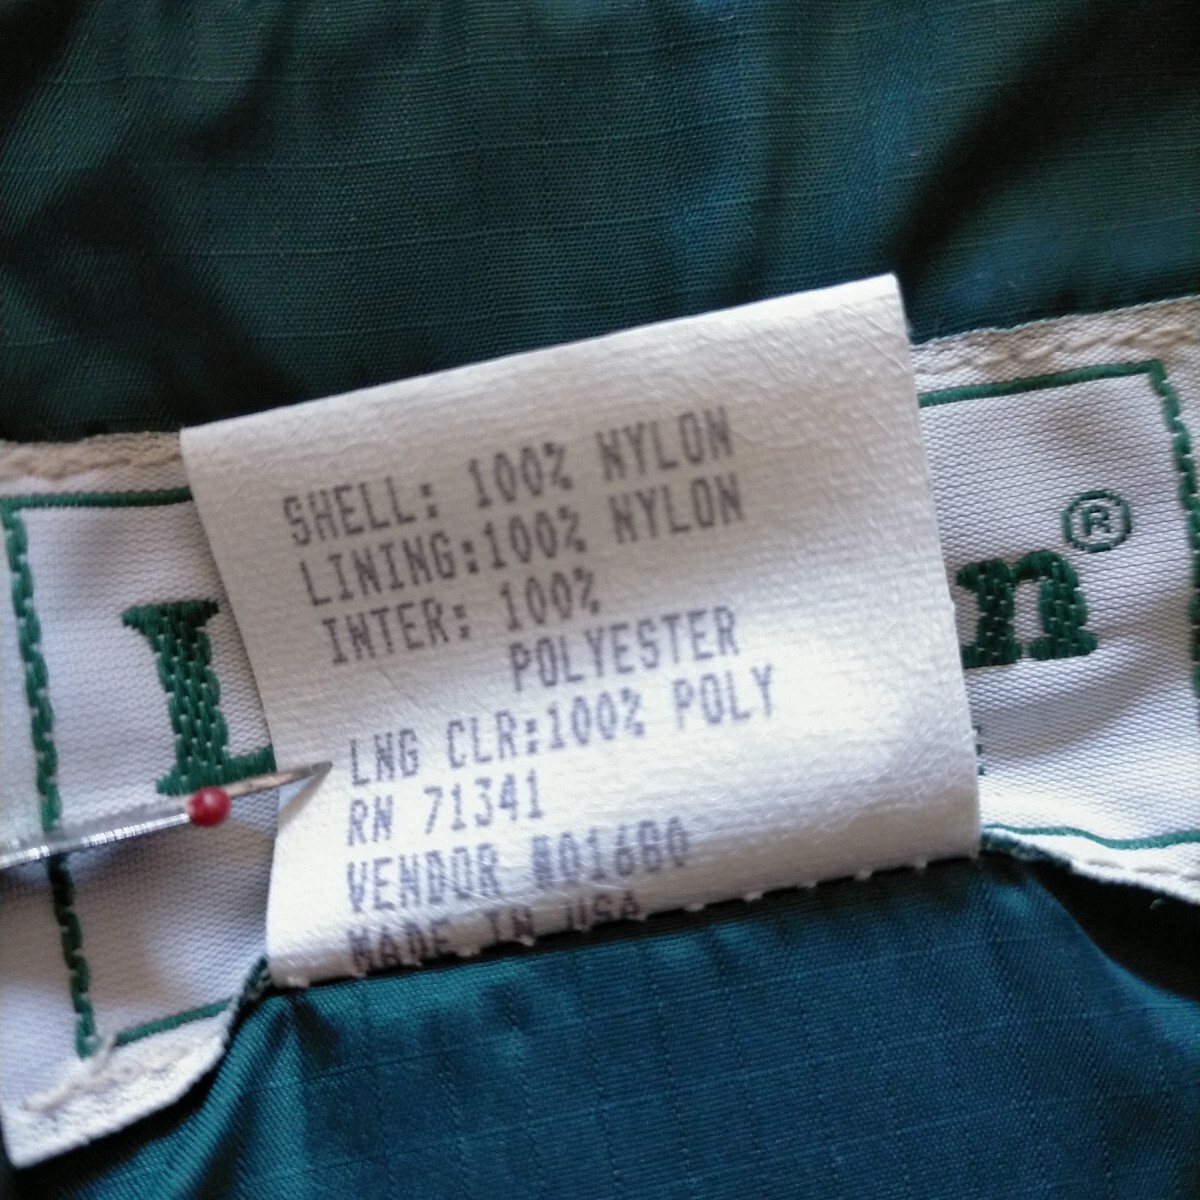 SHELL: 100% NYLON
LINING:100% NYLON
INTER: 100%
POLYESTER
LNG CLR:100% POLY
RN 71341
VENDOR #01680
MADE IN USA
L
n®